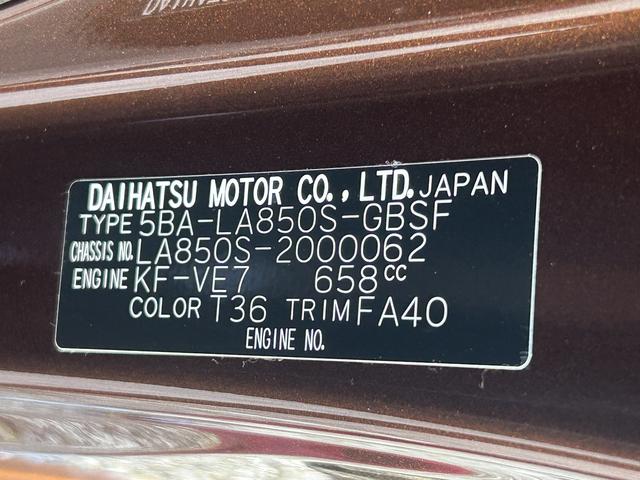 DAIHATSU MOTOR CO., LTD. JAPAN
TYPE 5BA-LA850S-GBSF
CHASSIS NO. LA850S-2000062
ENGINE KF-VE7 658CC
COLOR T36 TRIM FA40
ENGINE NO.